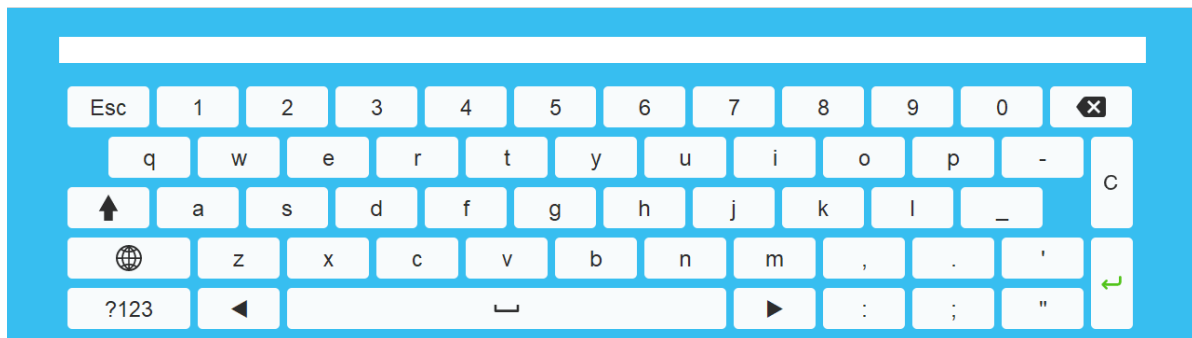 Esc 1 2 3 4 5 6 7 8 9 0
q w e r t y u i o p -
C
a s d f g h j k l _
z x c v b n m , . '
?123 : ; "